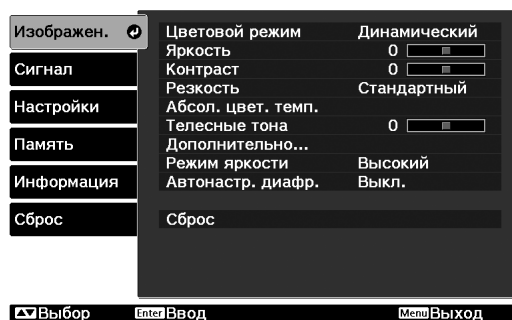 Изображен.
Сигнал
Настройки
Память
Информация
Сброс
Цветовой режим Динамический
Яркость 0
Контраст 0
Резкость Стандартный
Абсол. цвет. темп.
Телесные тона 0
Дополнительно...
Режим яркости Высокий
Автонастр. диафр. Выкл.
Сброс
Выбор Enter Ввод Menu Выход